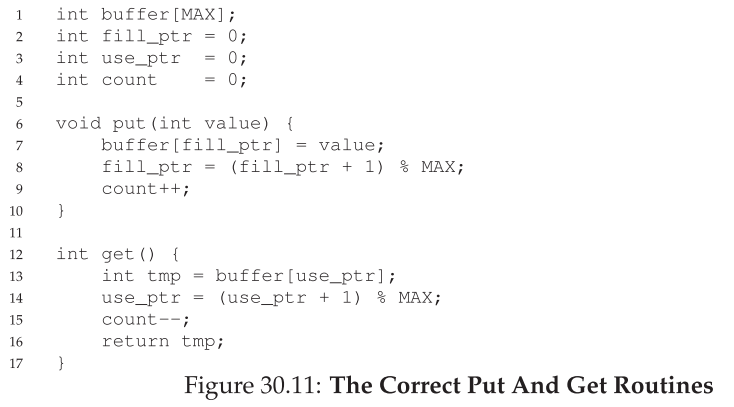 1 int buffer[MAX];
2 int fill_ptr = 0;
3 int use_ptr  = 0;
4 int count    = 0;
5
6 void put(int value) {
7     buffer[fill_ptr] = value;
8     fill_ptr = (fill_ptr + 1) % MAX;
9     count++;
10 }
11
12 int get() {
13     int tmp = buffer[use_ptr];
14     use_ptr = (use_ptr + 1) % MAX;
15     count--;
16     return tmp;
17 }
Figure 30.11: The Correct Put And Get Routines